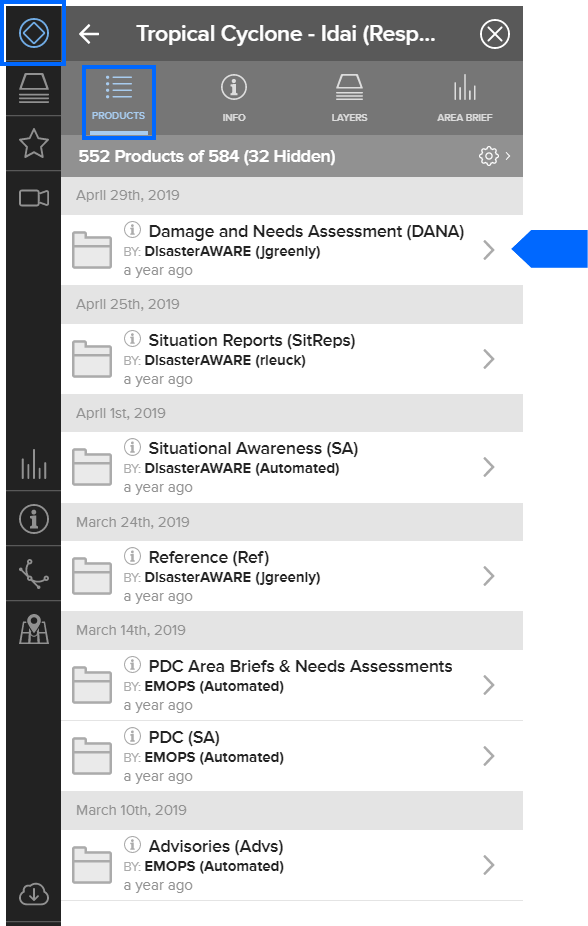 Tropical Cyclone - Idai (Resp...
PRODUCTS
INFO
LAYERS
AREA BRIEF
552 Products of 584 (32 Hidden)
April 29th, 2019
Damage and Needs Assessment (DANA)
BY: DisasterAWARE (jgreenly)
a year ago
April 25th, 2019
Situation Reports (SitReps)
BY: DisasterAWARE (rleuck)
a year ago
April 1st, 2019
Situational Awareness (SA)
BY: DisasterAWARE (Automated)
a year ago
March 24th, 2019
Reference (Ref)
BY: DisasterAWARE (jgreenly)
a year ago
March 14th, 2019
PDC Area Briefs & Needs Assessments
BY: EMOPS (Automated)
a year ago
PDC (SA)
BY: EMOPS (Automated)
a year ago
March 10th, 2019
Advisories (Advs)
BY: EMOPS (Automated)
a year ago